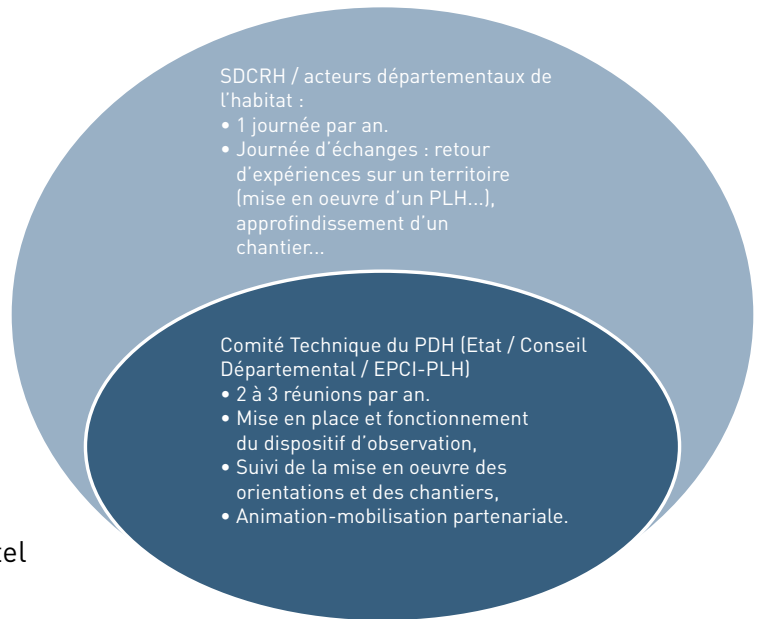 SDCRH / acteurs départementaux de
l'habitat :
• 1 journée par an.
• Journée d'échanges : retour
d'expériences sur un territoire
(mise en oeuvre d'un PLH...),
approfindissement d'un
chantier...
Comité Technique du PDH (Etat / Conseil
Départemental / EPCI-PLH)
• 2 à 3 réunions par an.
• Mise en place et fonctionnement
du dispositif d'observation,
• Suivi de la mise en oeuvre des
orientations et des chantiers,
• Animation-mobilisation partenariale.